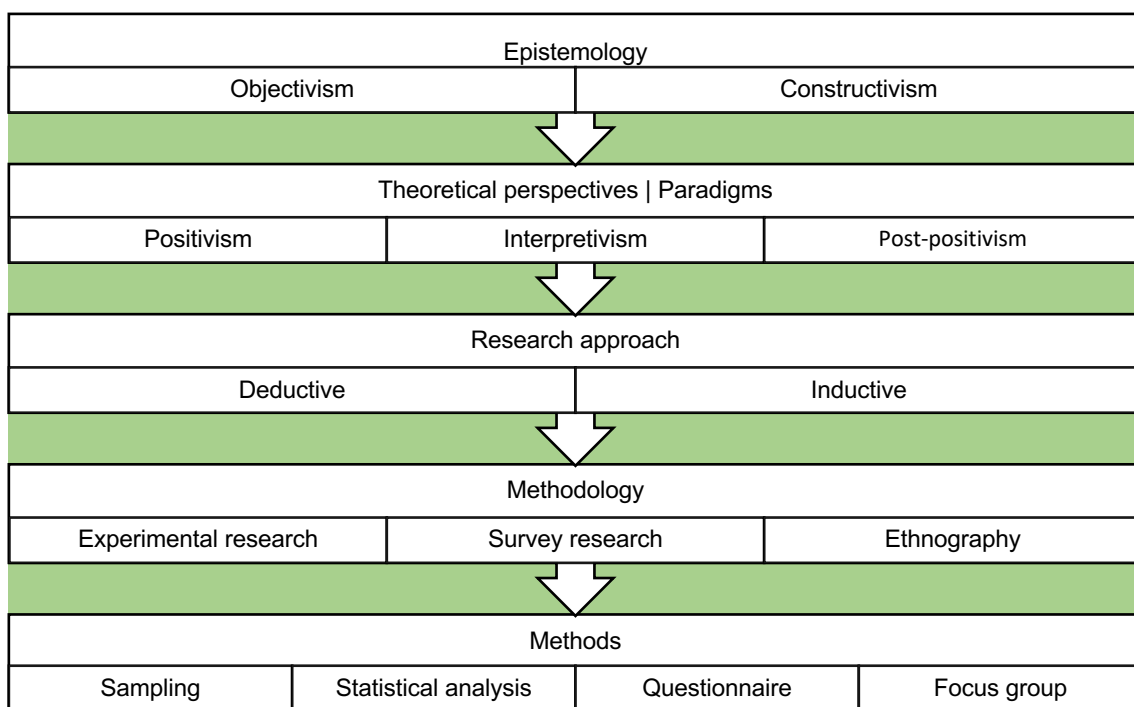 Epistemology
Objectivism Constructivism
Theoretical perspectives | Paradigms
Positivism Interpretivism Post-positivism
Research approach
Deductive Inductive
Methodology
Experimental research Survey research Ethnography
Methods
Sampling Statistical analysis Questionnaire Focus group